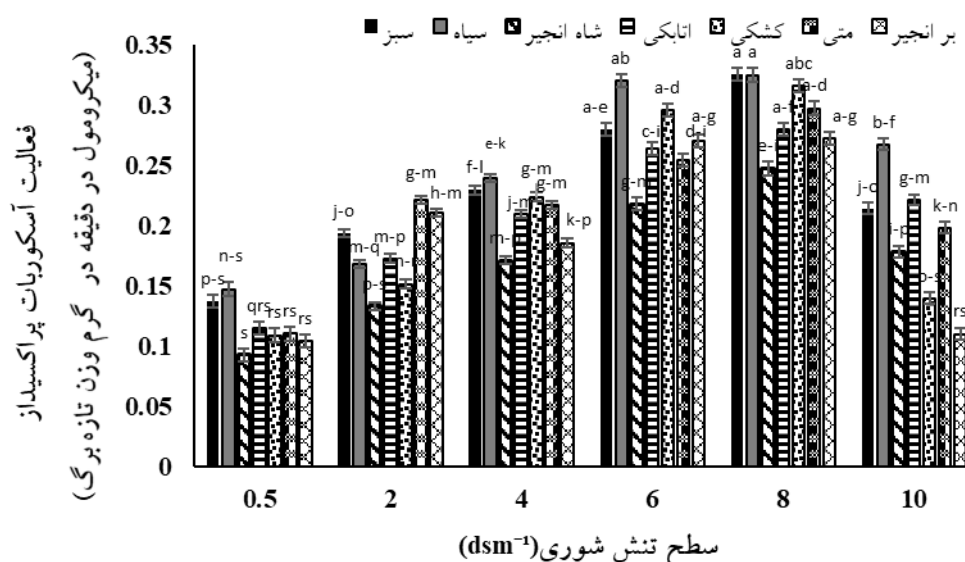 سبز سیاه شاه انجیر اتابکی کشکی متی بر انجیر
فعالیت آسکوربات پراکسیداز
(میکرومول در دقیقه در گرم وزن تازه برگ)
0.35
0.3
0.25
0.2
0.15
0.1
0.05
0
p-s n-s s qrs rs rs rs
j-o m-q p-s m-p g-m h-m
f-l e-k j-m g-m g-m k-p
a-e ab g-m c-i a-d d-i a-g
a a a-f abc a-d a-g
j-o b-f i-p g-m o-s k-n rs
0.5 2 4 6 8 10
سطح تنش شوری(dsm⁻¹)